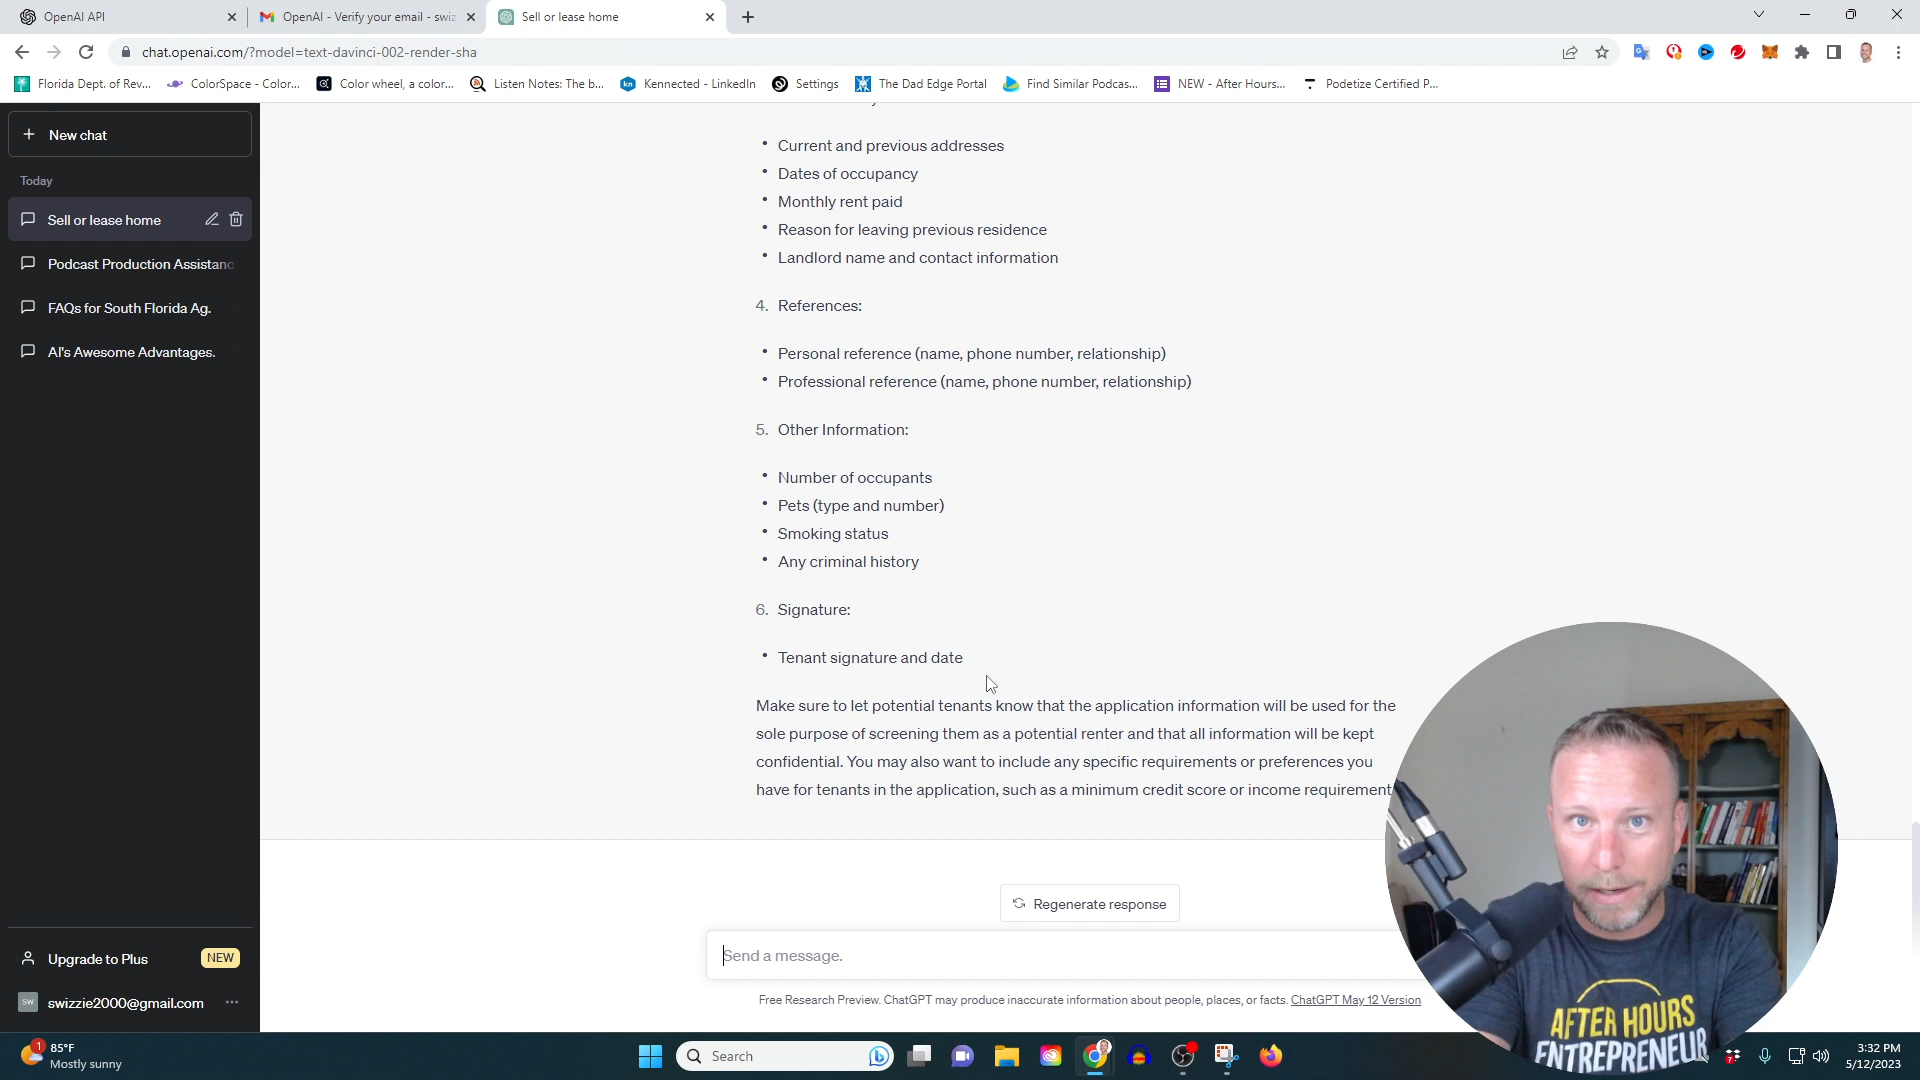 OpenAI API
OpenAI - Verify your email - swiz
Sell or lease home
chat.openai.com/?model=text-davinci-002-render-sha
Florida Dept. of Rev...
ColorSpace - Color...
Color wheel, a color...
Listen Notes: The b...
Kennected - LinkedIn
Settings
The Dad Edge Portal
Find Similar Podcas...
NEW - After Hours...
Podetize Certified P...
New chat
Today
Sell or lease home
Podcast Production Assistanc
FAQs for South Florida Ag.
AI's Awesome Advantages.
Upgrade to Plus NEW
SW swizzie2000@gmail.com
• Current and previous addresses
• Dates of occupancy
• Monthly rent paid
• Reason for leaving previous residence
• Landlord name and contact information
4. References:
• Personal reference (name, phone number, relationship)
• Professional reference (name, phone number, relationship)
5. Other Information:
• Number of occupants
• Pets (type and number)
• Smoking status
• Any criminal history
6. Signature:
• Tenant signature and date
Make sure to let potential tenants know that the application information will be used for the
sole purpose of screening them as a potential renter and that all information will be kept
confidential. You may also want to include any specific requirements or preferences you
have for tenants in the application, such as a minimum credit score or income requirement
Regenerate response
Send a message.
Free Research Preview. ChatGPT may produce inaccurate information about people, places, or facts. ChatGPT May 12 Version
AFTER HOURS
ENTREPRENEUR
1
85°F
Mostly sunny
Search
3:32 PM
5/12/2023